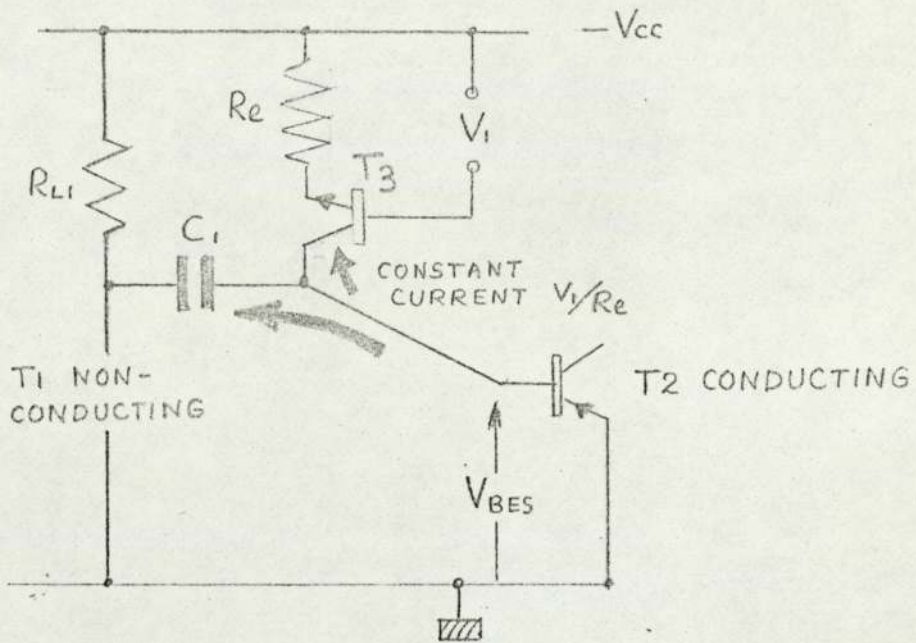 -Vcc
Re
V1
T3
RL1
C1
CONSTANT
CURRENT V1/Re
T1 NON-
CONDUCTING
T2 CONDUCTING
VBES